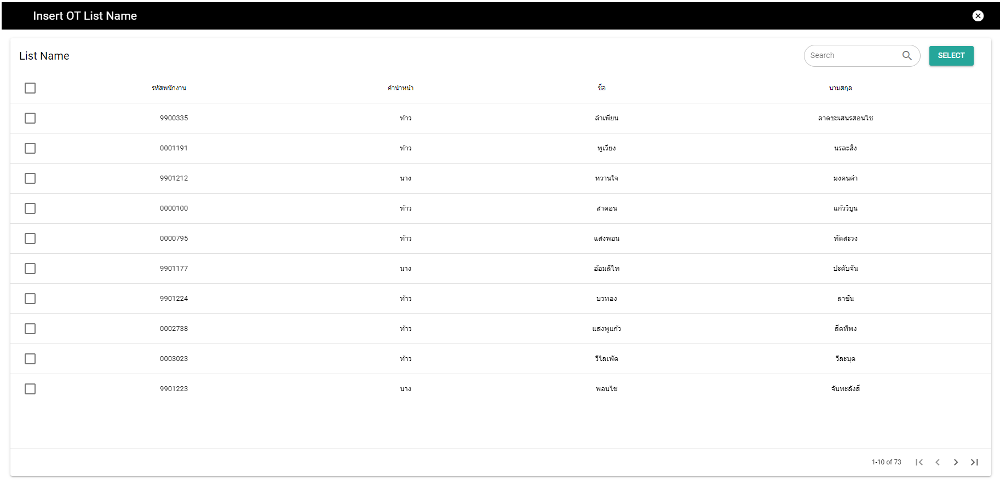 Insert OT List Name
List Name Search SELECT
รหัสพนักงาน คำนำหน้า ชื่อ นามสกุล
9900335 ท้าว ลำเพียน ลาดชะเสนรสอนไช
0001191 ท้าว พูเวียง นรละสิง
9901212 นาง หวานใจ มงคนคำ
0000100 ท้าว สาคอน แก้ววิบูน
0000795 ท้าว แสงพอน ทัดสะวง
9901177 นาง อ้อมลืไท ปะดับจัน
9901224 ท้าว บวทอง ลาชัน
0002738 ท้าว แสงพูแก้ว สีดทีพง
0003023 ท้าว วิไลเพัด วีละบุด
9901223 นาง พอนไช จันทะลังสี
1-10 of 73